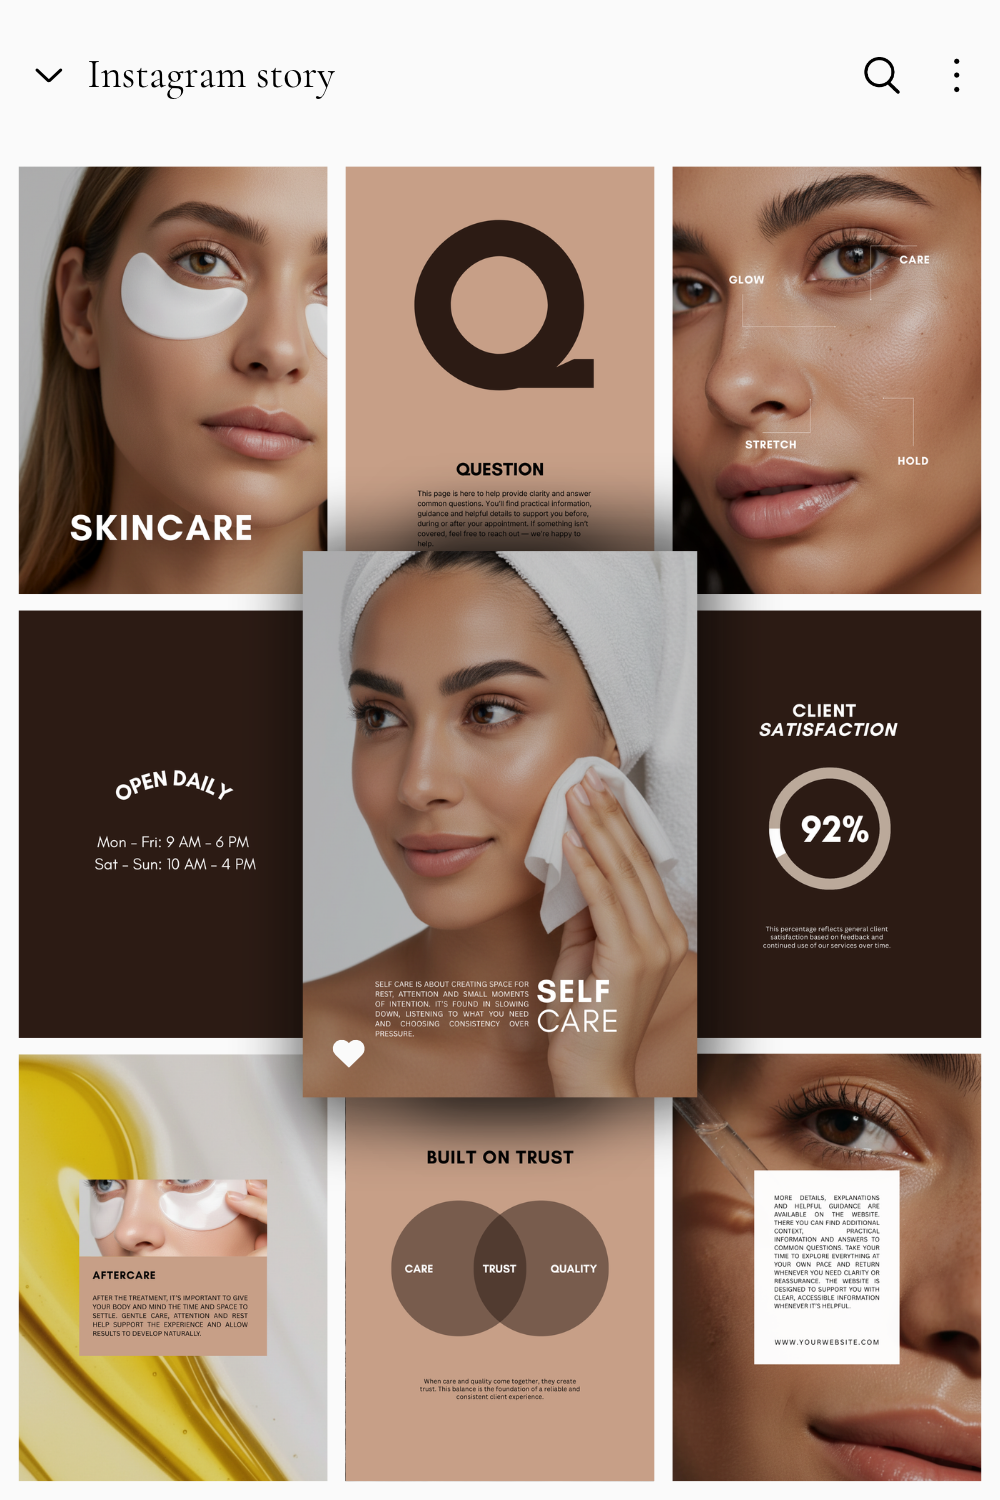 Instagram story
SKINCARE
Q
QUESTION
This page is here to help provide clarity and answer
common questions. You'll find practical information,
guidance and helpful details to support you before,
during or after your appointment. If something isn't
covered, feel free to reach out — we're happy to
help.
GLOW
CARE
STRETCH
HOLD
OPEN DAILY
Mon - Fri: 9 AM - 6 PM
Sat - Sun: 10 AM - 4 PM
SELF CARE IS ABOUT CREATING SPACE FOR
REST, ATTENTION AND SMALL MOMENTS
OF INTENTION. IT'S FOUND IN SLOWING
DOWN, LISTENING TO WHAT YOU NEED
AND CHOOSING CONSISTENCY OVER
PRESSURE.
SELF
CARE
CLIENT
SATISFACTION
92%
This percentage reflects general client
satisfaction based on feedback and
continued use of our services over time.
AFTERCARE
AFTER THE TREATMENT, IT'S IMPORTANT TO GIVE
YOUR BODY AND MIND THE TIME AND SPACE TO
SETTLE. GENTLE CARE, ATTENTION AND REST
HELP SUPPORT THE EXPERIENCE AND ALLOW
RESULTS TO DEVELOP NATURALLY.
BUILT ON TRUST
CARE
TRUST
QUALITY
When care and quality come together, they create
trust. This balance is the foundation of a reliable and
consistent client experience.
MORE DETAILS, EXPLANATIONS
AND HELPFUL GUIDANCE ARE
AVAILABLE ON THE WEBSITE.
THERE YOU CAN FIND ADDITIONAL
CONTEXT, PRACTICAL
INFORMATION AND ANSWERS TO
COMMON QUESTIONS. TAKE YOUR
TIME TO EXPLORE EVERYTHING AT
YOUR OWN PACE AND RETURN
WHENEVER YOU NEED CLARITY OR
REASSURANCE. THE WEBSITE IS
DESIGNED TO SUPPORT YOU WITH
CLEAR, ACCESSIBLE INFORMATION
WHENEVER IT'S HELPFUL.
WWW.YOURWEBSITE.COM